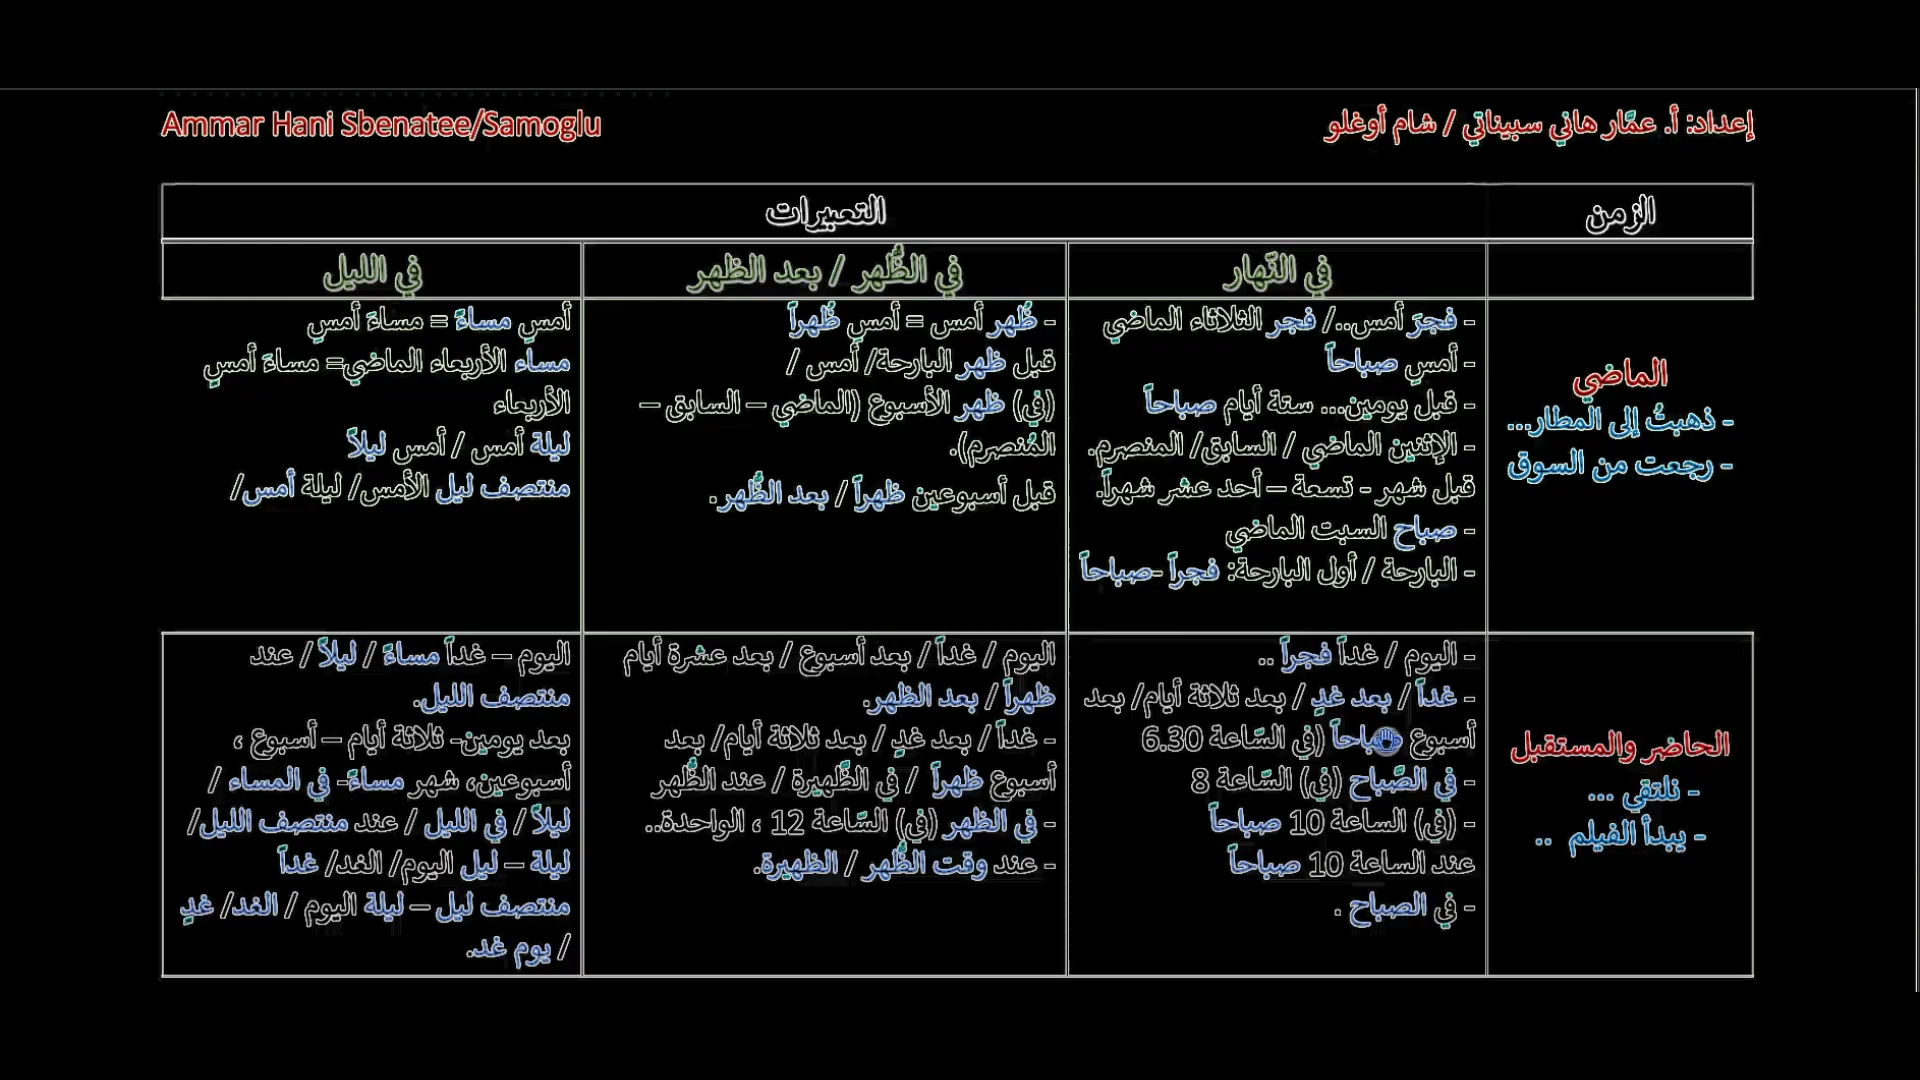 إعداد: أ. عمَّار هاني سبيناتي / شام أوغلو
Ammar Hani Sbenatee/Samoglu
الزمن
التعبيرات
في النّهار
في الظُّهر / بعد الظهر
في الليل
الماضي
- ذهبتُ إلى المطار...
- رجعت من السوق
- فجرَ أمس../ فجر الثلاثاء الماضي
- أمسِ صباحاً
- قبل يومين... ستة أيام صباحاً
- الإثنين الماضي / السابق/ المنصرم.
قبل شهر - تسعة – أحد عشر شهراً.
- صباح السبت الماضي
- البارحة / أول البارحة: فجراً -صباحاً
- ظُهر أمس = أمسِ ظُهراً
قبل ظهر البارحة/ أمس /
(في) ظهر الأسبوع (الماضي – السابق –
المُنصرم).
قبل أسبوعين ظهراً / بعد الظُّهر.
أمسِ مساءً = مساءَ أمسِ
مساء الأربعاء الماضي= مساءَ أمسِ
الأربعاء
ليلة أمس / أمس ليلاً
منتصف ليل الأمس/ ليلة أمس/
الحاضر والمستقبل
- نلتقي ...
- يبدأ الفيلم ..
- اليوم / غداً فجراً ..
- غداً / بعد غدٍ / بعد ثلاثة أيام/ بعد
أسبوع صباحاً (في السّاعة 6.30
- في الصَّباح (في) السّاعة 8
- (في) الساعة 10 صباحاً
عند الساعة 10 صباحاً
- في الصباح .
اليوم / غداً / بعد أسبوع / بعد عشرة أيام
ظهراً / بعد الظهر.
- غداً / بعد غدٍ / بعد ثلاثة أيام/ بعد
أسبوع ظهراً / في الظَّهيرة / عند الظُّهر
- في الظهر (في) السّاعة 12 ، الواحدة..
- عند وقت الظُّهر / الظهيرة.
اليوم – غداً مساءً / ليلاً / عند
منتصف الليل.
بعد يومين- ثلاثة أيام – أسبوع ،
أسبوعين، شهر مساءً- في المساء /
ليلاً / في الليل / عند منتصف الليل/
ليلة – ليل اليوم/ الغد/ غداً
منتصف ليل – ليلة اليوم / الغد/ غدٍ
/ يوم غد.